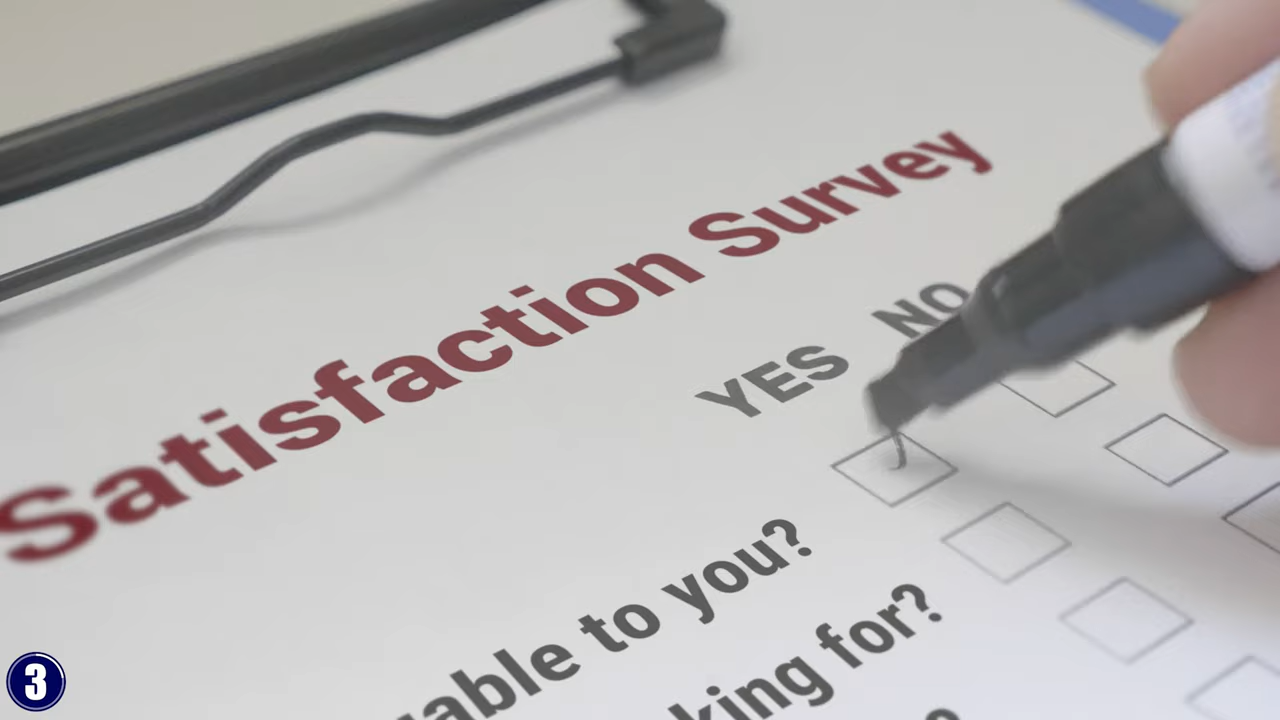 Satisfaction Survey
YES NO
able to you?
king for?
?
3